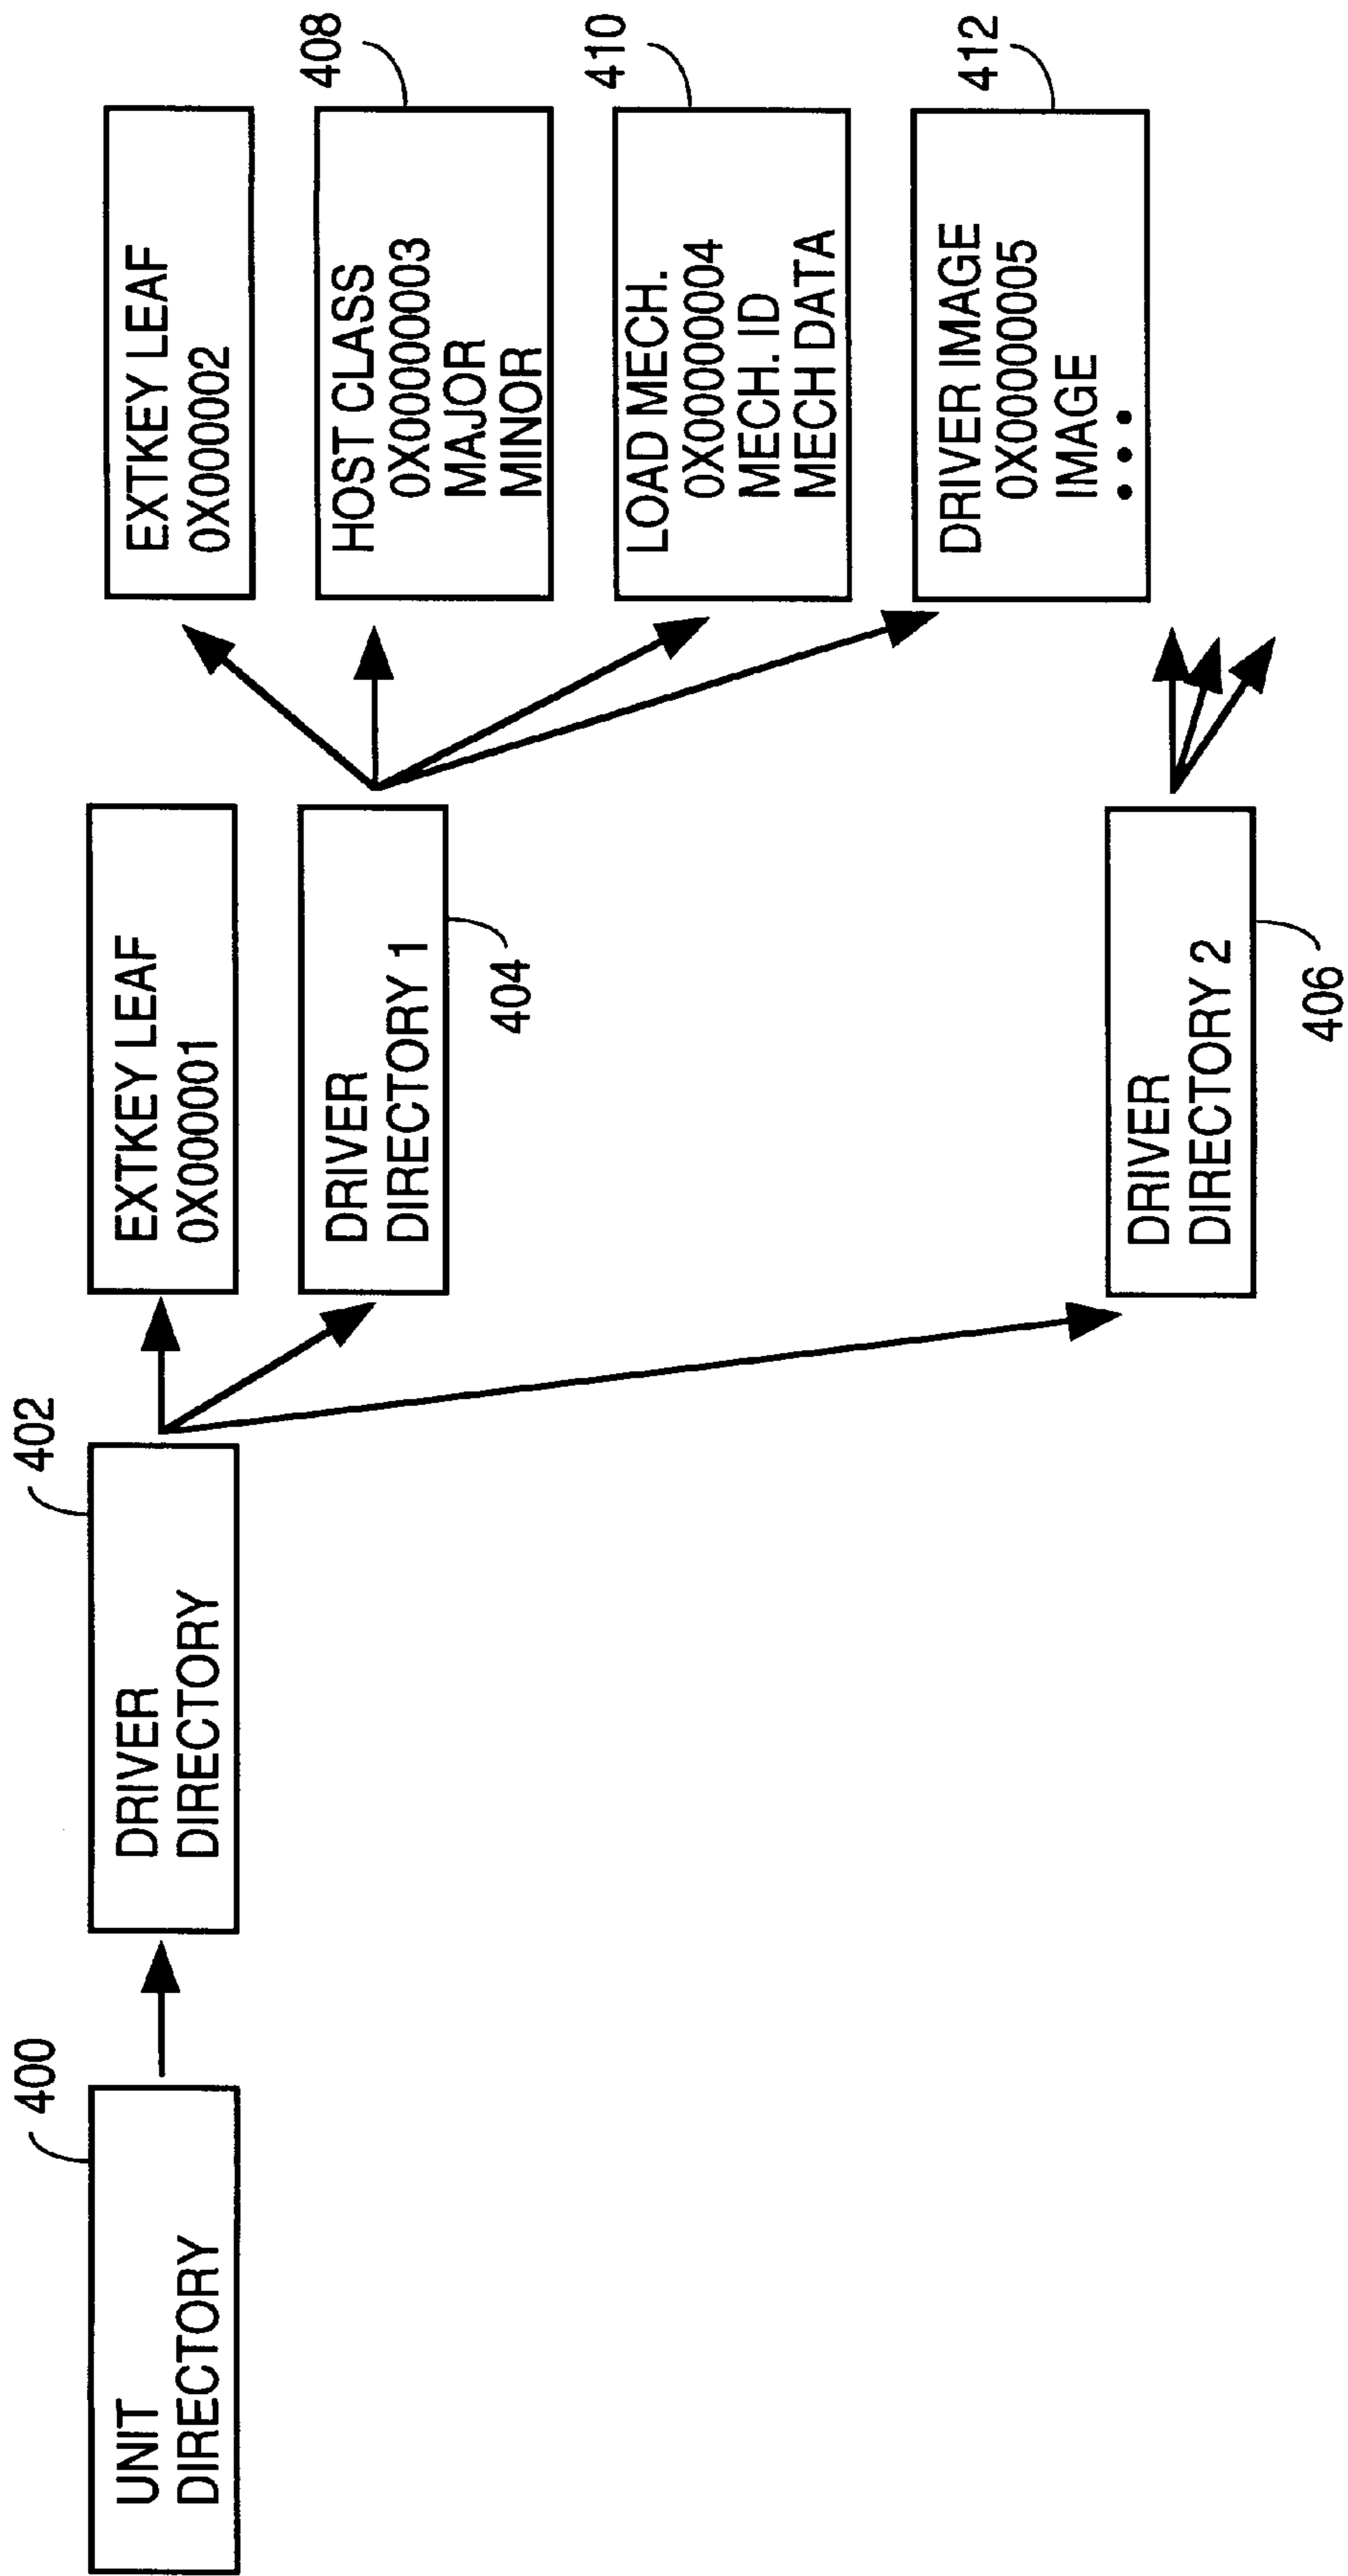 400
UNIT
DIRECTORY
402
DRIVER
DIRECTORY
EXTKEY LEAF
0X000001
DRIVER
DIRECTORY 1
404
DRIVER
DIRECTORY 2
406
EXTKEY LEAF
0X000002
408
HOST CLASS
0X00000003
MAJOR
MINOR
410
LOAD MECH.
0X00000004
MECH. ID
MECH DATA
412
DRIVER IMAGE
0X00000005
IMAGE
• • •